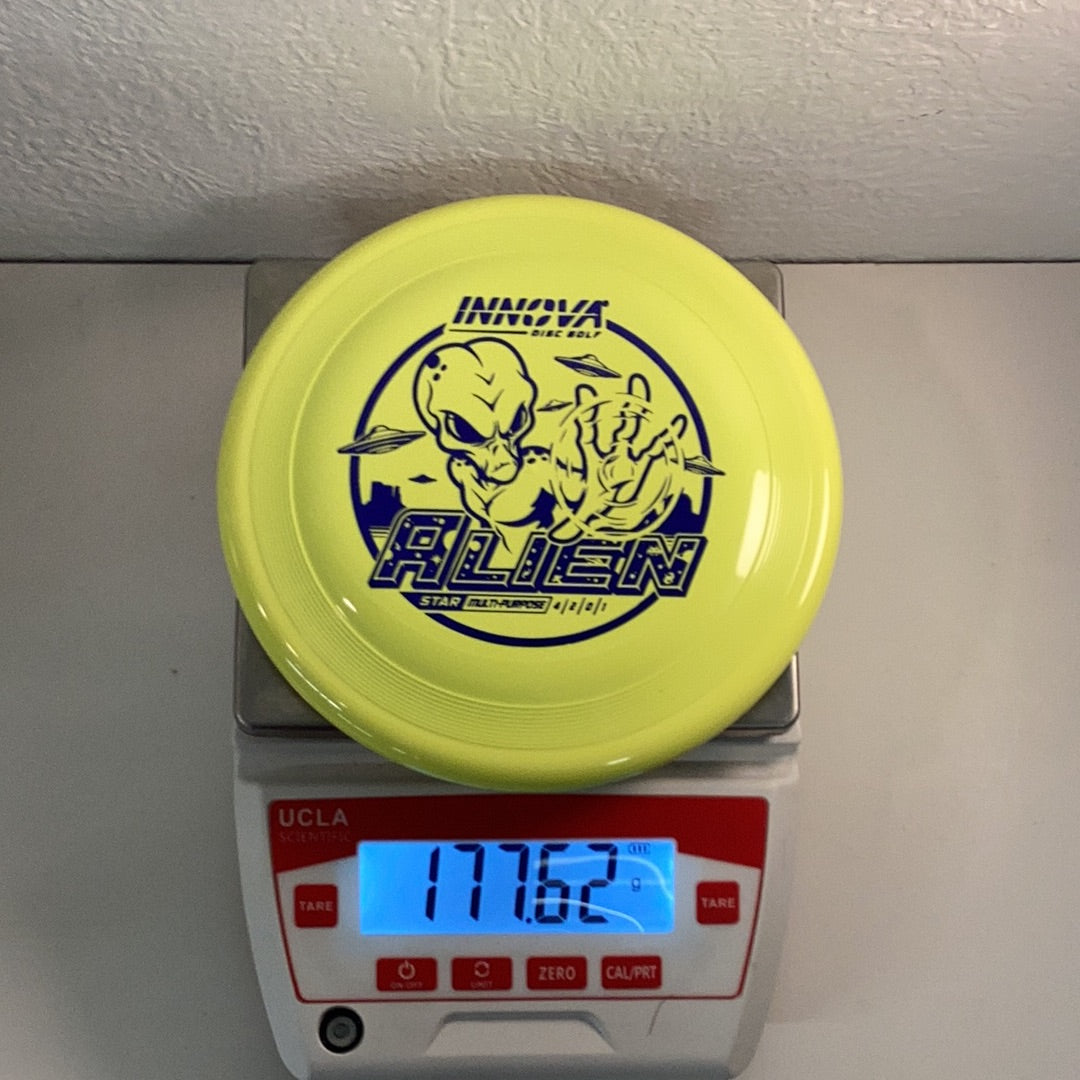 INNOVA
DISC GOLF
ALIEN
STAR MULTI-PURPOSE 4|2|0|1
UCLA
SCIENTIFIC
177.62 g
TARE
TARE
ON OFF
UNIT
ZERO
CAL/PRT